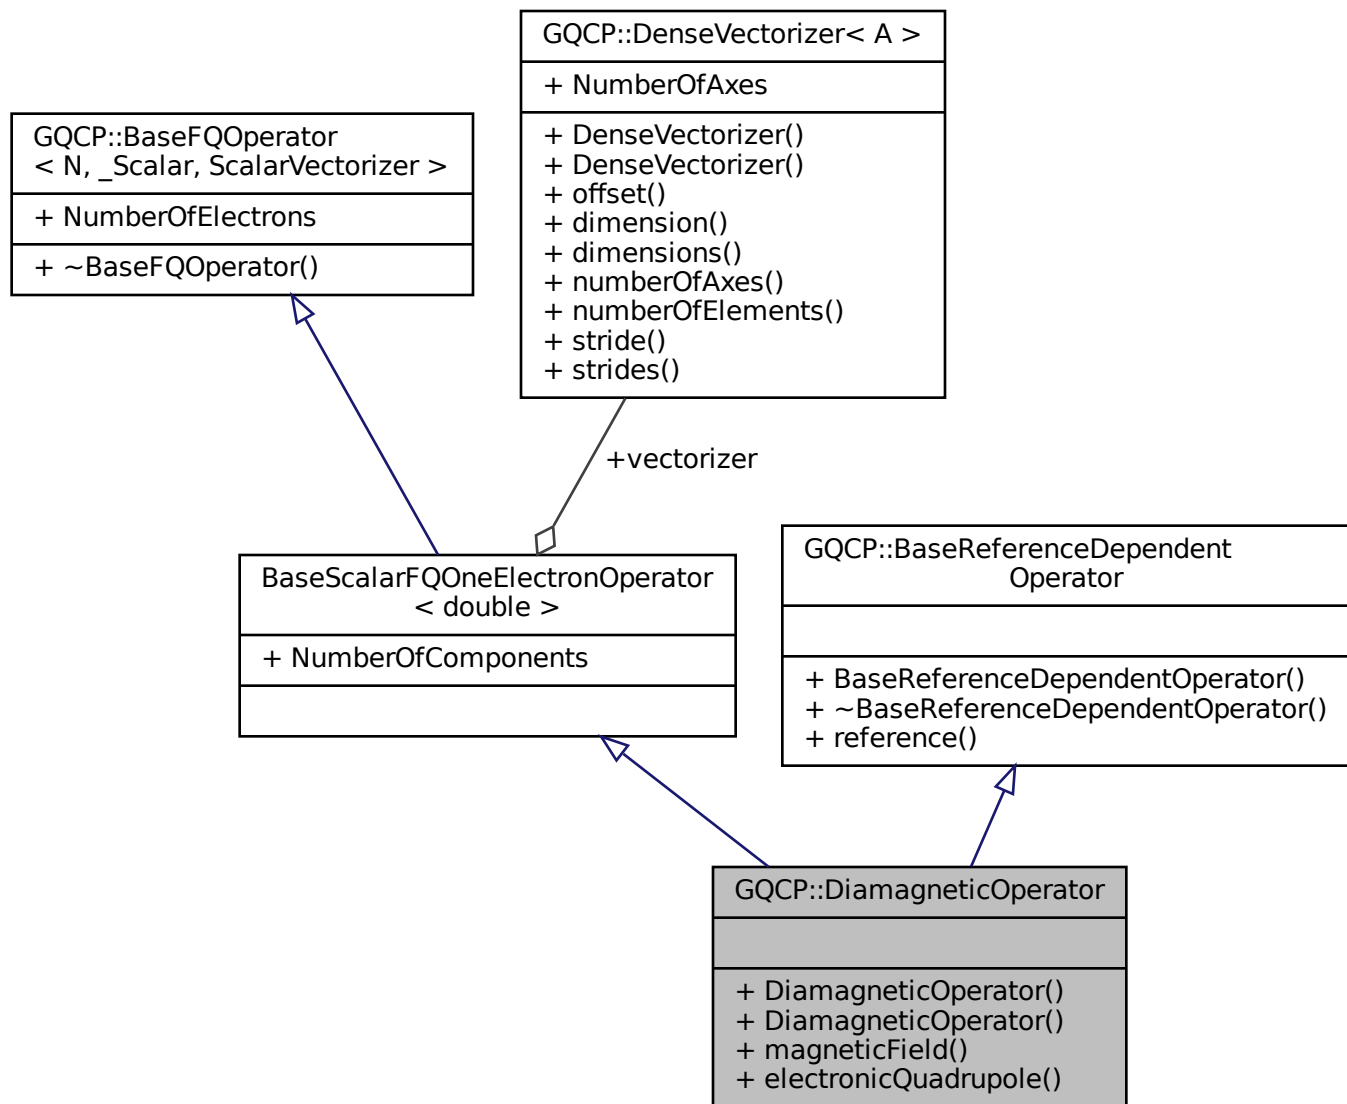 GQCP::DenseVectorizer< A >
+ NumberOfAxes
+ DenseVectorizer()
+ DenseVectorizer()
+ offset()
+ dimension()
+ dimensions()
+ numberOfAxes()
+ numberOfElements()
+ stride()
+ strides()
GQCP::BaseFQOperator
< N, _Scalar, ScalarVectorizer >
+ NumberOfElectrons
+ ~BaseFQOperator()
+vectorizer
BaseScalarFQOneElectronOperator
< double >
+ NumberOfComponents
GQCP::BaseReferenceDependent
Operator
+ BaseReferenceDependentOperator()
+ ~BaseReferenceDependentOperator()
+ reference()
GQCP::DiamagneticOperator
+ DiamagneticOperator()
+ DiamagneticOperator()
+ magneticField()
+ electronicQuadrupole()